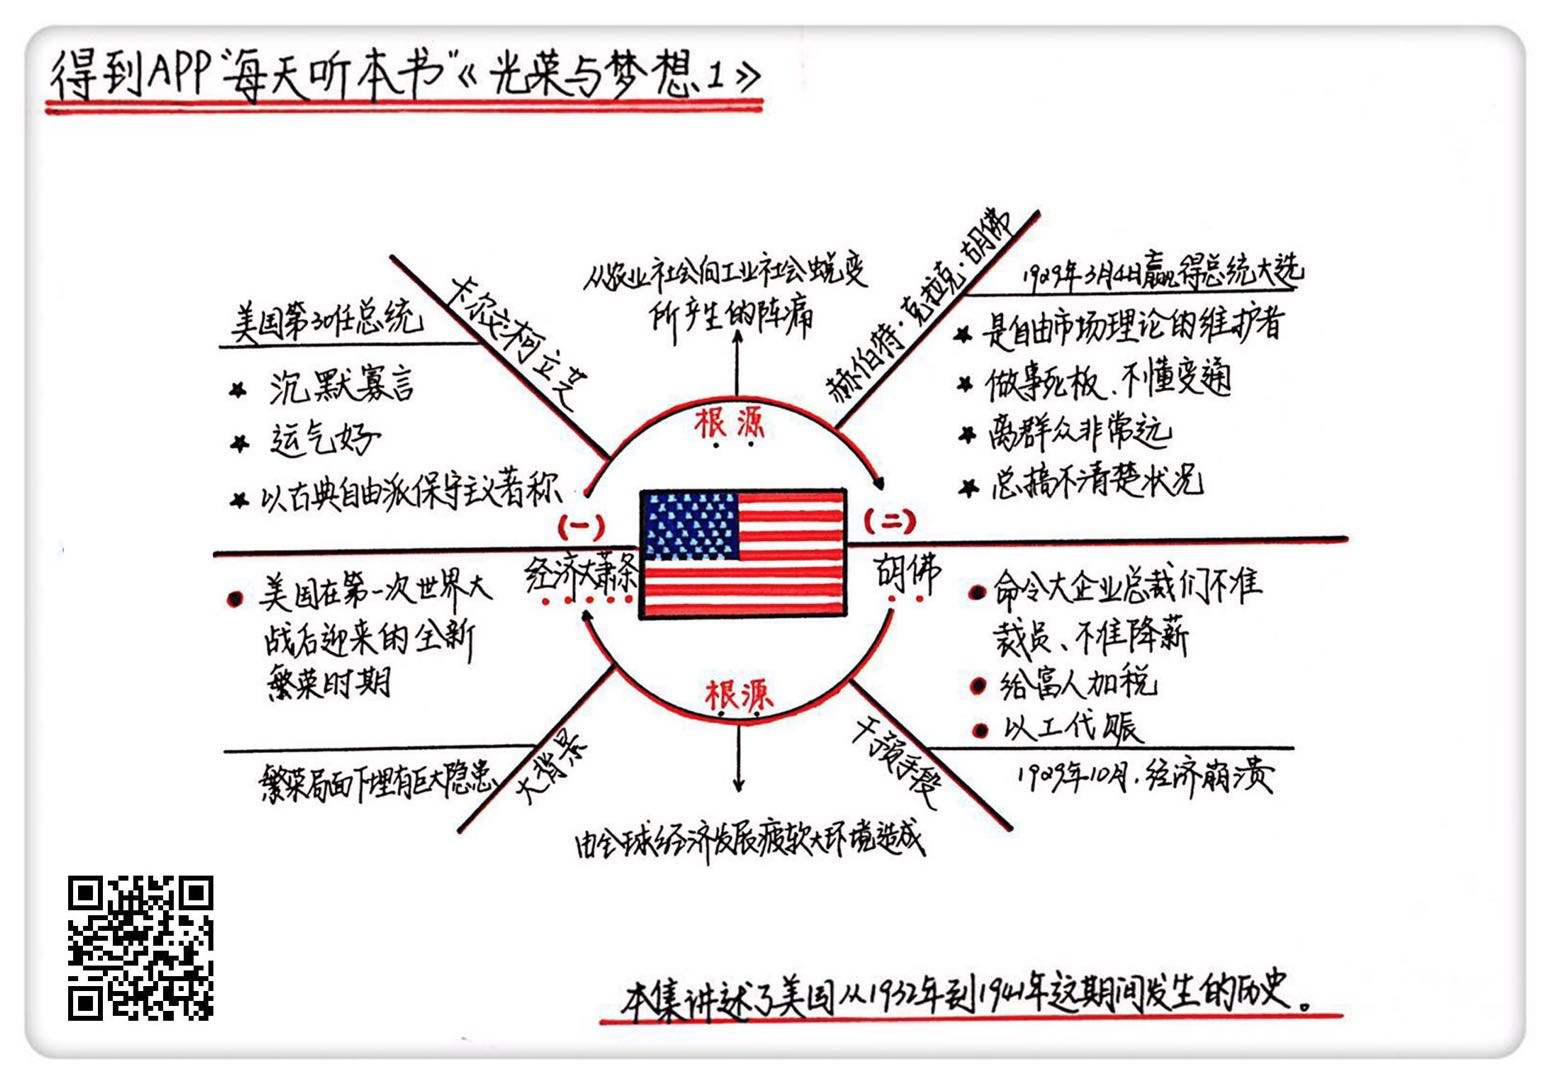 得到APP“每天听本书”《光荣与梦想1》
卡尔文·柯立芝
美国第30任总统
★ 沉默寡言
★ 运气好
★ 以古典自由派保守主义著称
从农业社会向工业社会蜕变
所产生的阵痛
根源
赫伯特·克拉克·胡佛
1929年3月4日赢得总统大选
★ 是自由市场理论的维护者
★ 做事死板、不懂变通
★ 离群众非常远
★ 总搞不清楚状况
(一)
经济大萧条
(二)
胡佛
● 美国在第一次世界大
战后迎来的全新
繁荣时期
大背景
繁荣局面下埋有巨大隐患
根源
由全球经济发展疲软大环境造成
● 命令大企业总裁们不准
裁员、不准降薪
● 给富人加税
● 以工代赈
干预手段
1929年10月,经济崩溃
本集讲述了美国从1932年到1941年这期间发生的历史。